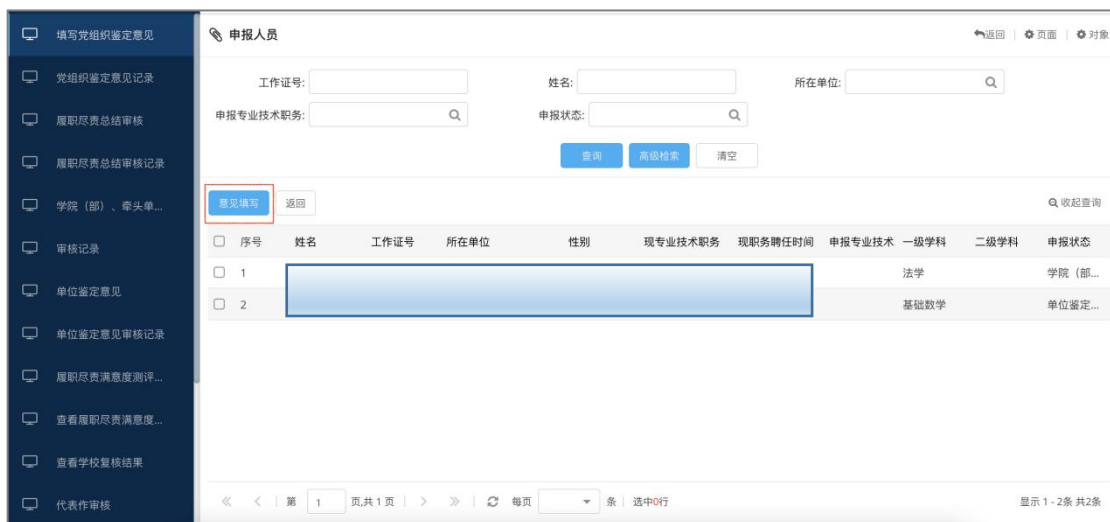 填写党组织鉴定意见
党组织鉴定意见记录
履职尽责总结审核
履职尽责总结审核记录
学院（部）、牵头单...
审核记录
单位鉴定意见
单位鉴定意见审核记录
履职尽责满意度测评...
查看履职尽责满意度...
查看学校复核结果
代表作审核
申报人员 返回 页面 对象
工作证号: 姓名: 所在单位:
申报专业技术职务: 申报状态:
查询 高级检索 清空
意见填写 返回 收起查询
序号 姓名 工作证号 所在单位 性别 现专业技术职务 现职务聘任时间 申报专业技术 一级学科 二级学科 申报状态
1 法学 学院（部...
2 基础数学 单位鉴定...
第 1 页,共 1 页 每页 条 选中0行 显示 1 - 2条 共2条